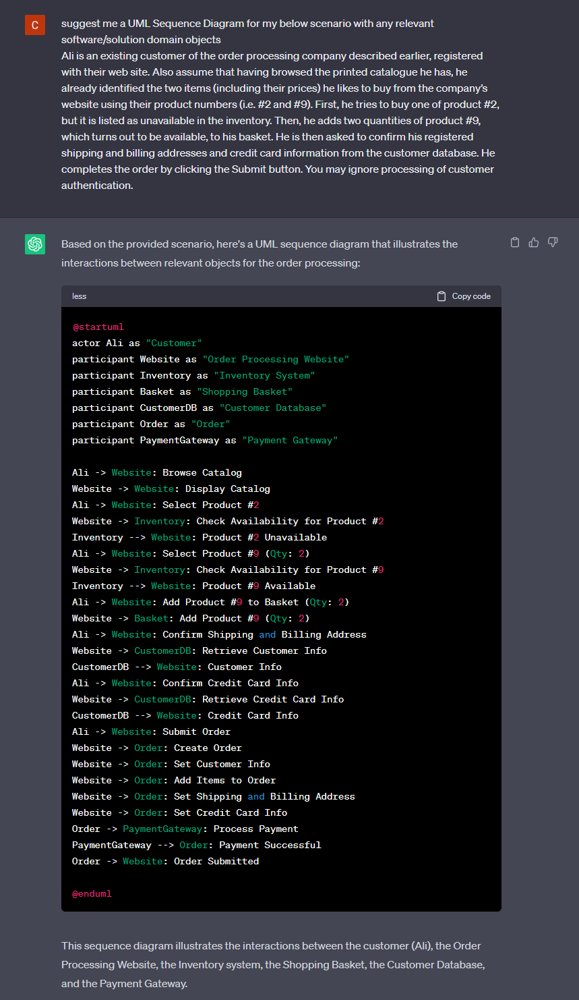 C
suggest me a UML Sequence Diagram for my below scenario with any relevant
software/solution domain objects
Ali is an existing customer of the order processing company described earlier, registered
with their web site. Also assume that having browsed the printed catalogue he has, he
already identified the two items (including their prices) he likes to buy from the company's
website using their product numbers (i.e. #2 and #9). First, he tries to buy one of product #2,
but it is listed as unavailable in the inventory. Then, he adds two quantities of product #9,
which turns out to be available, to his basket. He is then asked to confirm his registered
shipping and billing addresses and credit card information from the customer database. He
completes the order by clicking the Submit button. You may ignore processing of customer
authentication.
Based on the provided scenario, here's a UML sequence diagram that illustrates the
interactions between relevant objects for the order processing:
less Copy code
@startuml
actor Ali as "Customer"
participant Website as "Order Processing Website"
participant Inventory as "Inventory System"
participant Basket as "Shopping Basket"
participant CustomerDB as "Customer Database"
participant Order as "Order"
participant PaymentGateway as "Payment Gateway"
Ali -> Website: Browse Catalog
Website -> Website: Display Catalog
Ali -> Website: Select Product #2
Website -> Inventory: Check Availability for Product #2
Inventory --> Website: Product #2 Unavailable
Ali -> Website: Select Product #9 (Qty: 2)
Website -> Inventory: Check Availability for Product #9
Inventory --> Website: Product #9 Available
Ali -> Website: Add Product #9 to Basket (Qty: 2)
Website -> Basket: Add Product #9 (Qty: 2)
Ali -> Website: Confirm Shipping and Billing Address
Website -> CustomerDB: Retrieve Customer Info
CustomerDB --> Website: Customer Info
Ali -> Website: Confirm Credit Card Info
Website -> CustomerDB: Retrieve Credit Card Info
CustomerDB --> Website: Credit Card Info
Ali -> Website: Submit Order
Website -> Order: Create Order
Website -> Order: Set Customer Info
Website -> Order: Add Items to Order
Website -> Order: Set Shipping and Billing Address
Website -> Order: Set Credit Card Info
Order -> PaymentGateway: Process Payment
PaymentGateway --> Order: Payment Successful
Order -> Website: Order Submitted
@enduml
This sequence diagram illustrates the interactions between the customer (Ali), the Order
Processing Website, the Inventory system, the Shopping Basket, the Customer Database,
and the Payment Gateway.